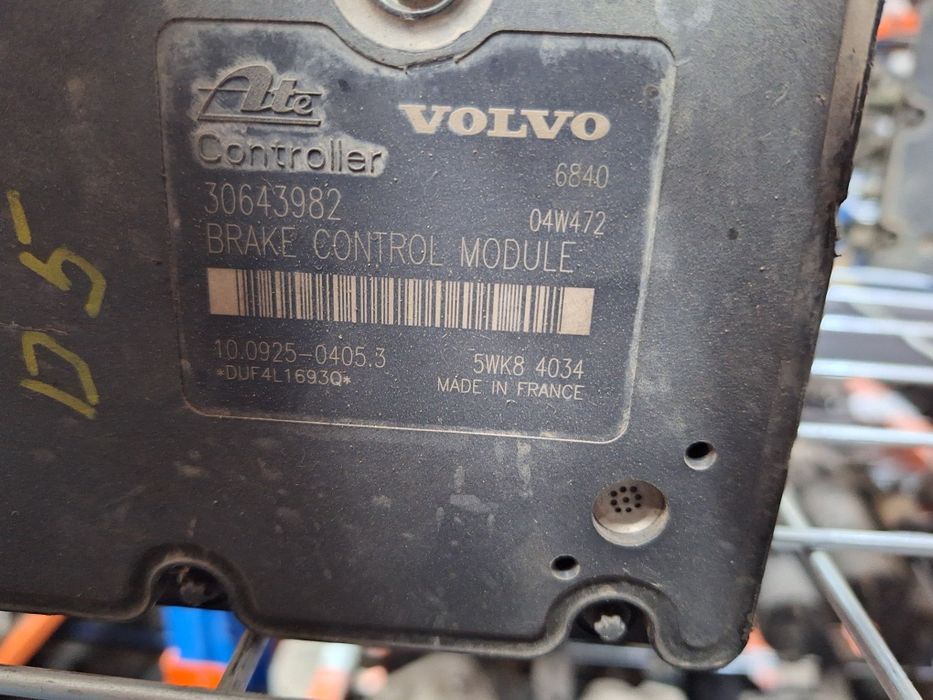 Ate
VOLVO
Controller
6840
30643982
04W472
BRAKE CONTROL MODULE
10.0925-0405.3
5WK8 4034
*DUF4L1693Q*
MADE IN FRANCE
D5